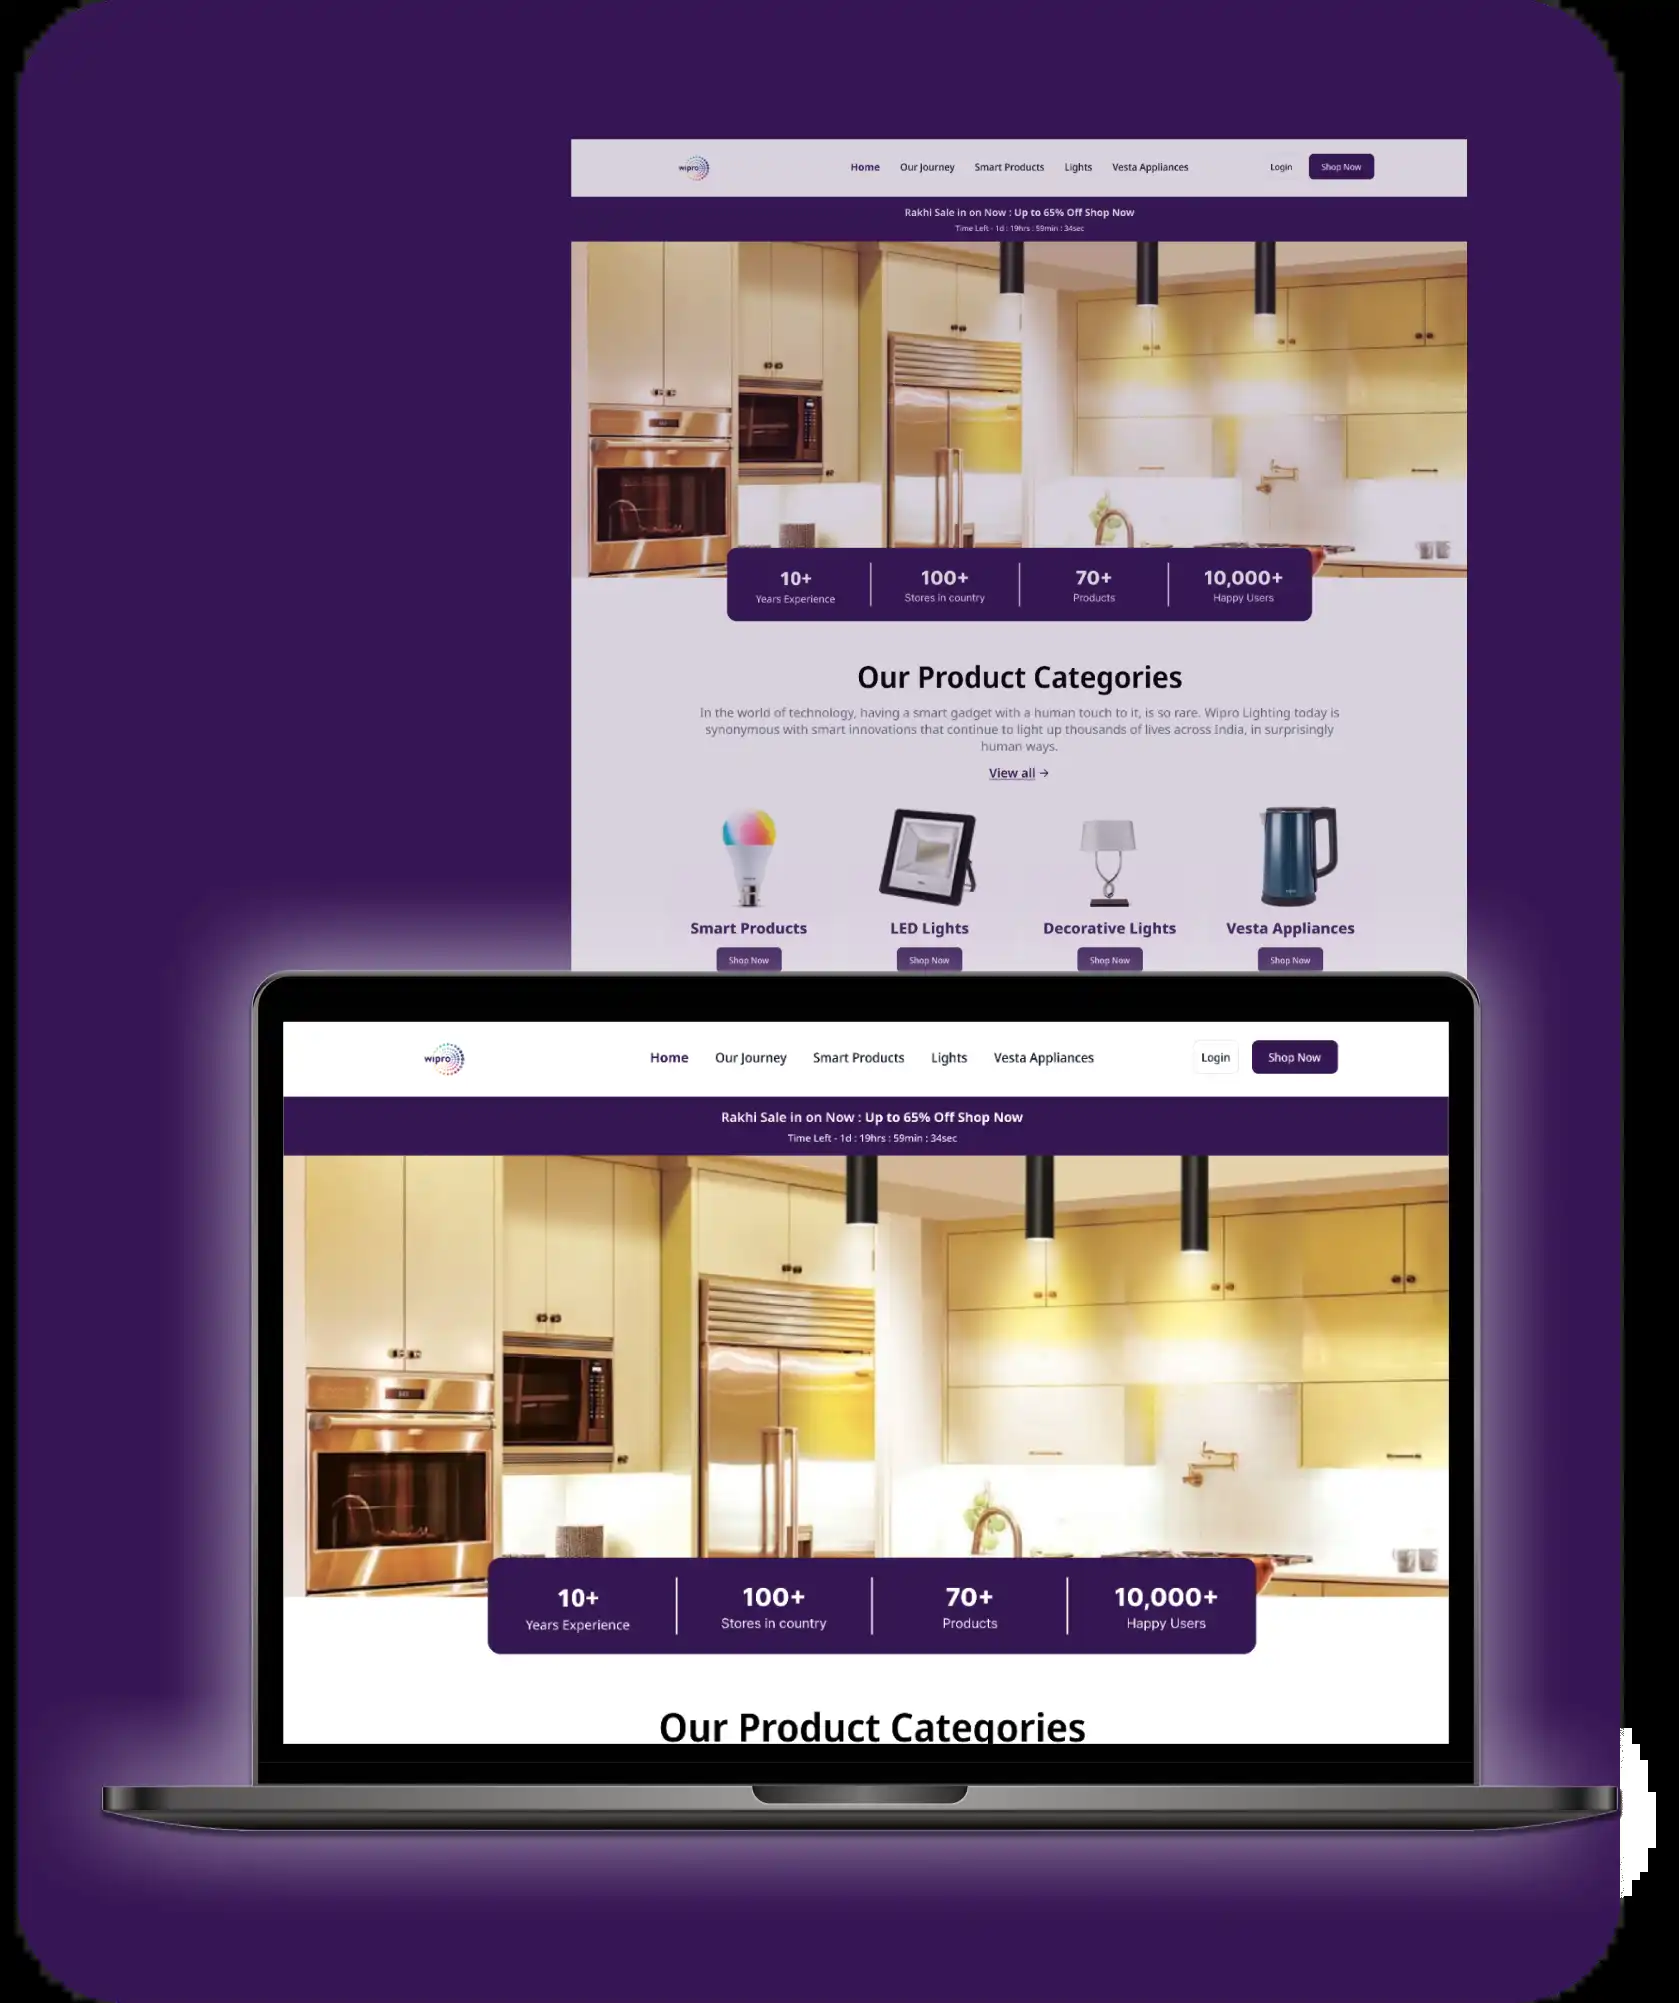 wipro
Home Our Journey Smart Products Lights Vesta Appliances Login Shop Now
Rakhi Sale in on Now : Up to 65% Off Shop Now
Time Left - 1d : 19hrs : 59min : 34sec
10+ 100+ 70+ 10,000+
Years Experience Stores in country Products Happy Users
Our Product Categories
In the world of technology, having a smart gadget with a human touch to it, is so rare. Wipro Lighting today is
synonymous with smart innovations that continue to light up thousands of lives across India, in surprisingly
human ways.
View all →
Smart Products LED Lights Decorative Lights Vesta Appliances
Shop Now Shop Now Shop Now Shop Now
wipro
Home Our Journey Smart Products Lights Vesta Appliances Login Shop Now
Rakhi Sale in on Now : Up to 65% Off Shop Now
Time Left - 1d : 19hrs : 59min : 34sec
10+ 100+ 70+ 10,000+
Years Experience Stores in country Products Happy Users
Our Product Categories